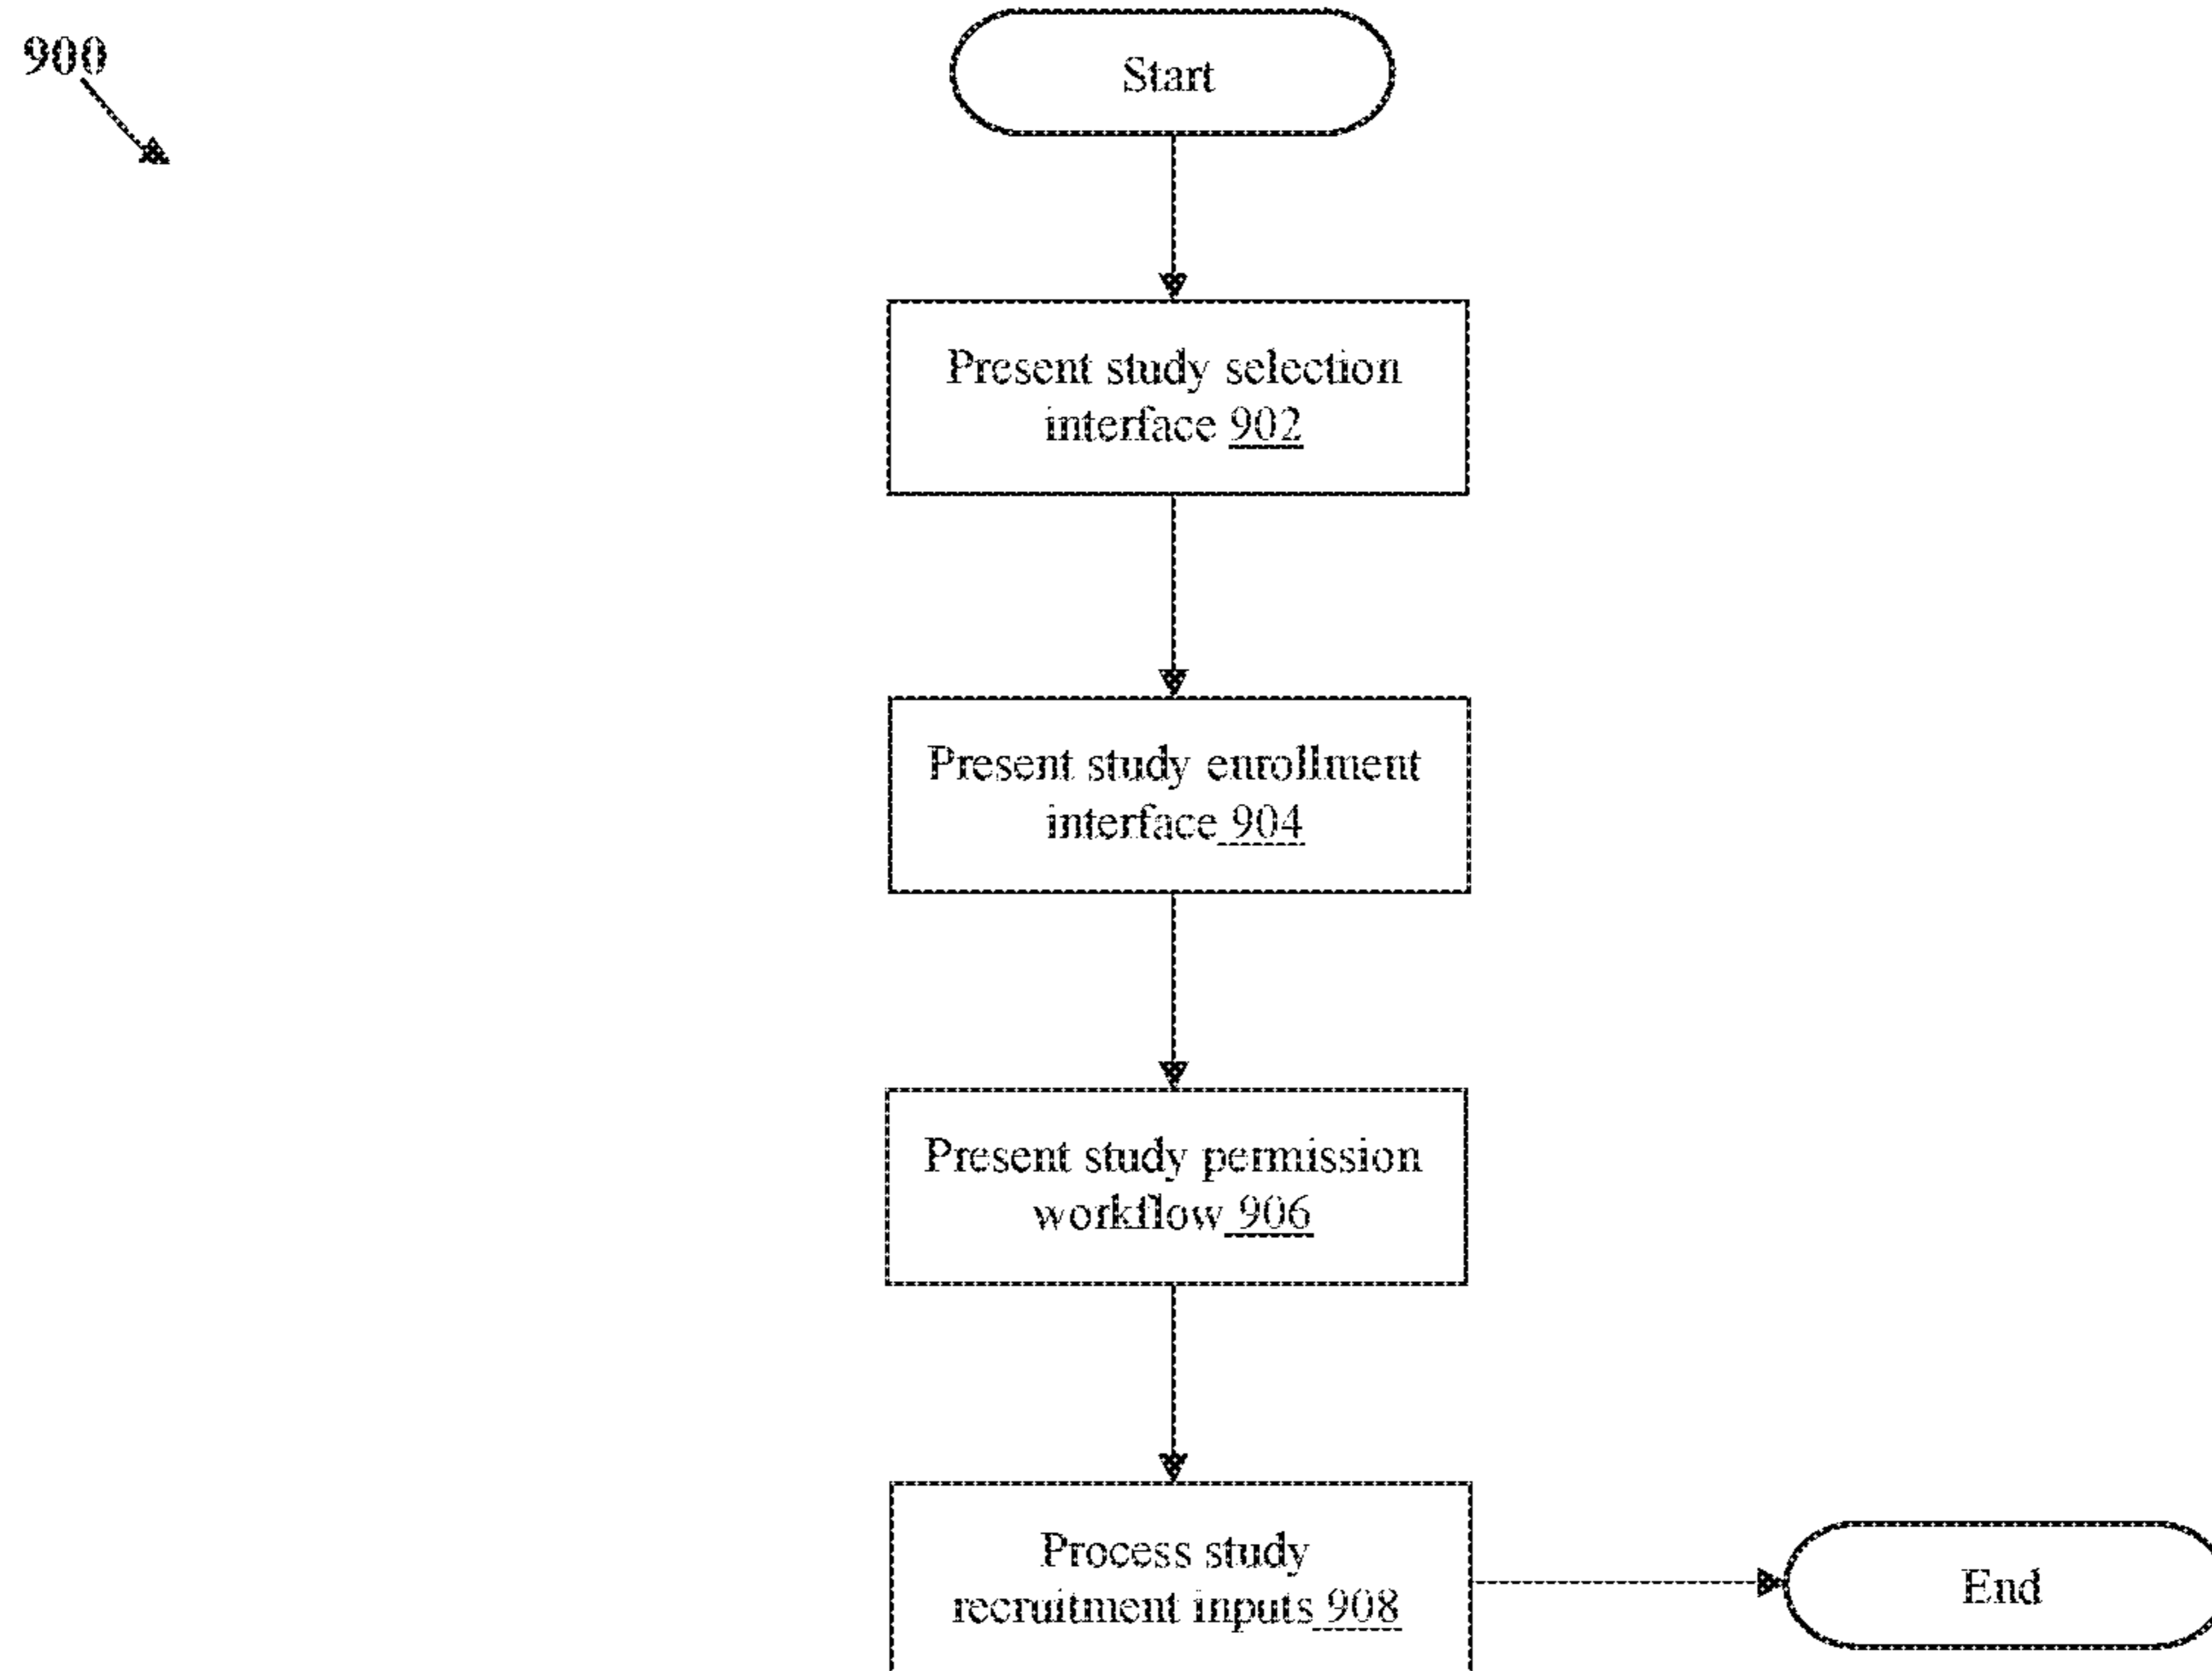 900
Start
Present study selection
interface 902
Present study enrollment
interface 904
Present study permission
workflow 906
Process study
recruitment inputs 908
End